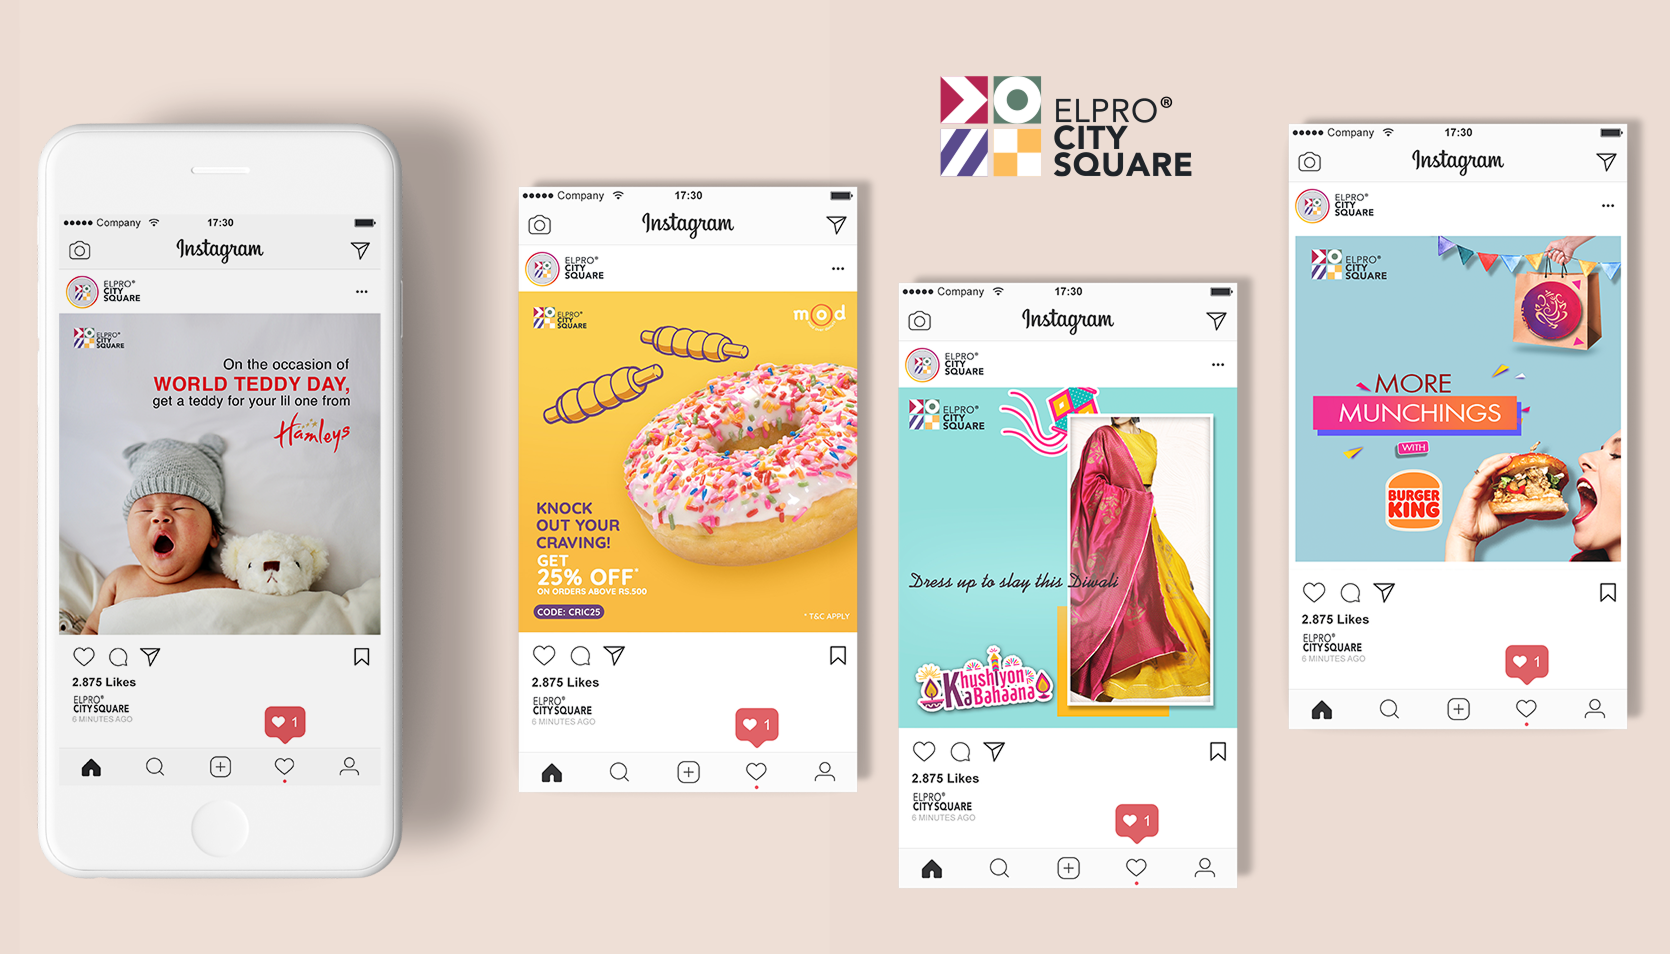 ELPRO®
CITY
SQUARE
Company 17:30
Instagram
ELPRO®
CITY
SQUARE
ELPRO®
CITY
SQUARE
On the occasion of
WORLD TEDDY DAY,
get a teddy for your lil one from
Hamleys
2.875 Likes
ELPRO®
CITY SQUARE
6 MINUTES AGO
1
Company 17:30
Instagram
ELPRO®
CITY
SQUARE
ELPRO®
CITY
SQUARE
mod
KNOCK
OUT YOUR
CRAVING!
GET
25% OFF*
ON ORDERS ABOVE RS.500
CODE: CRIC25
* T&C APPLY
2.875 Likes
ELPRO®
CITY SQUARE
6 MINUTES AGO
1
Company 17:30
Instagram
ELPRO®
CITY
SQUARE
ELPRO®
CITY
SQUARE
Dress up to slay this Diwali
Khushiyon
Ka Bahaana
2.875 Likes
ELPRO®
CITY SQUARE
6 MINUTES AGO
1
Company 17:30
Instagram
ELPRO®
CITY
SQUARE
ELPRO®
CITY
SQUARE
MORE
MUNCHINGS
WITH
BURGER
KING
2.875 Likes
ELPRO®
CITY SQUARE
6 MINUTES AGO
1